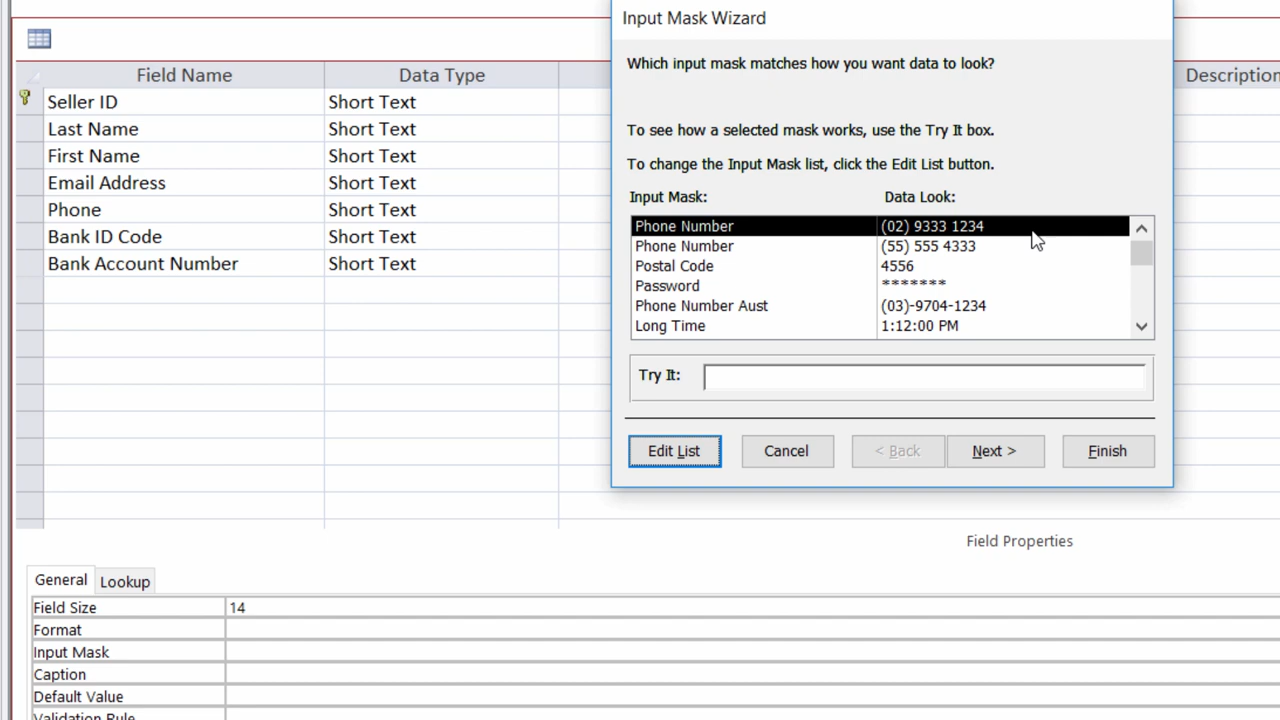 Input Mask Wizard
Which input mask matches how you want data to look?
To see how a selected mask works, use the Try It box.
To change the Input Mask list, click the Edit List button.
Input Mask: Data Look:
Phone Number (02) 9333 1234
Phone Number (55) 555 4333
Postal Code 4556
Password *******
Phone Number Aust (03)-9704-1234
Long Time 1:12:00 PM
Try It:
Edit List Cancel < Back Next > Finish
Field Name Data Type Description
Seller ID Short Text
Last Name Short Text
First Name Short Text
Email Address Short Text
Phone Short Text
Bank ID Code Short Text
Bank Account Number Short Text
Field Properties
General Lookup
Field Size 14
Format
Input Mask
Caption
Default Value
Validation Rule